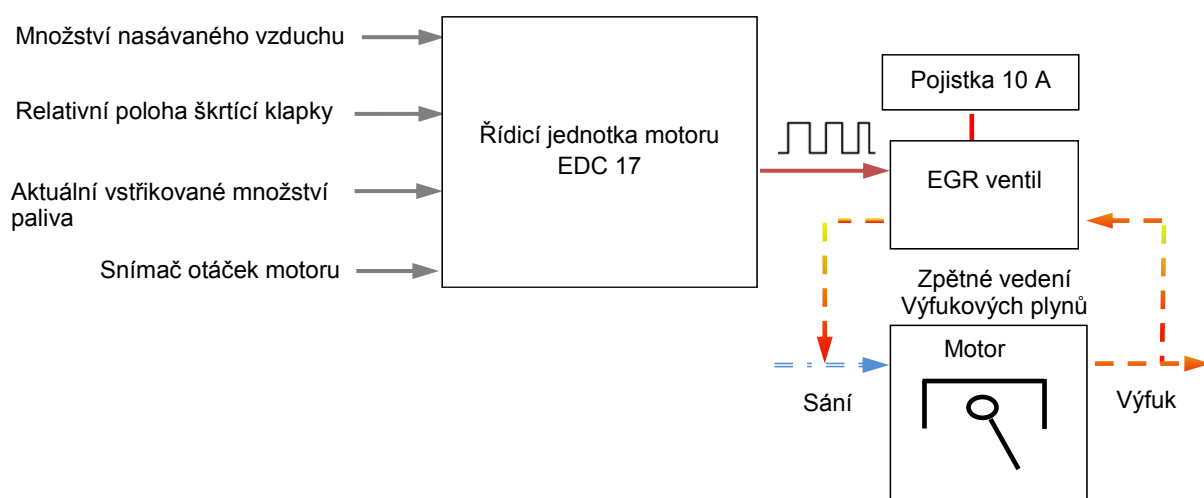 Množství nasávaného vzduchu
Relativní poloha škrtící klapky
Aktuální vstřikované množství
paliva
Snímač otáček motoru
Řídicí jednotka motoru
EDC 17
Pojistka 10 A
EGR ventil
Zpětné vedení
Výfukových plynů
Motor
Sání
Výfuk